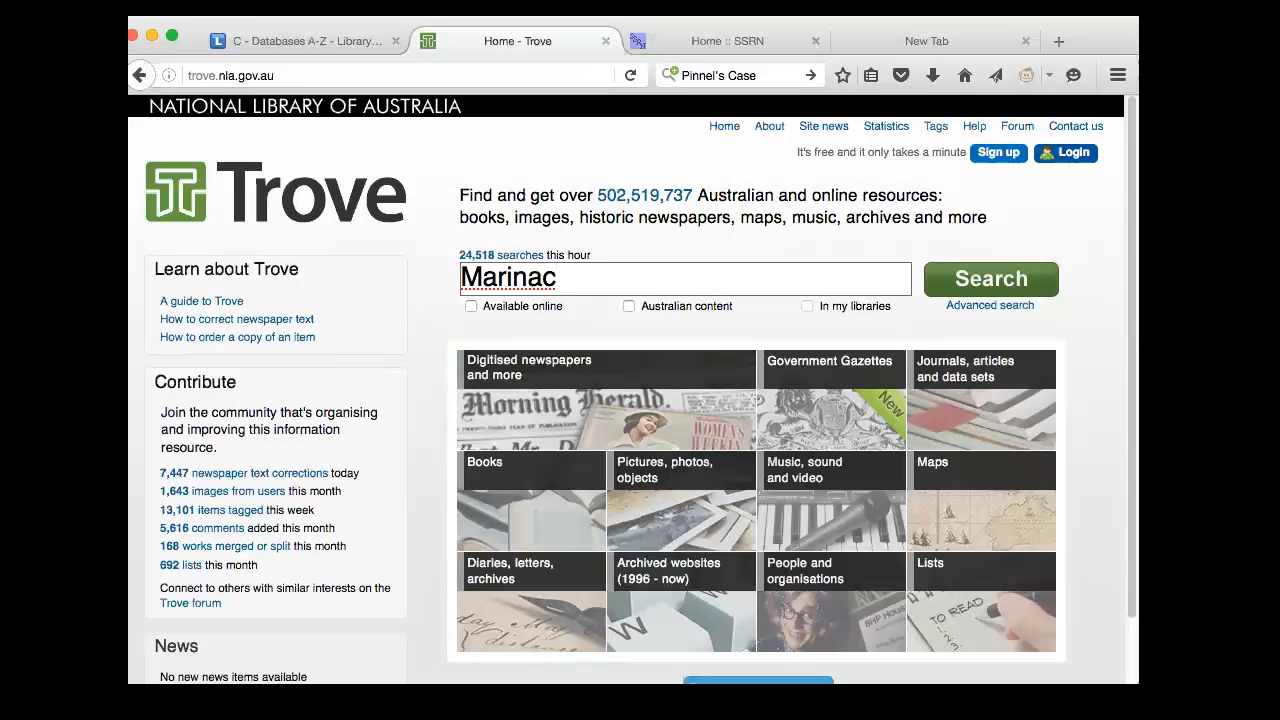 C - Databases A-Z - Library...
Home - Trove
Home :: SSRN
New Tab
trove.nla.gov.au
Pinnel's Case
NATIONAL LIBRARY OF AUSTRALIA
Home About Site news Statistics Tags Help Forum Contact us
It's free and it only takes a minute Sign up Login
Trove
Find and get over 502,519,737 Australian and online resources:
books, images, historic newspapers, maps, music, archives and more
24,518 searches this hour
Marinac
Search
Available online
Australian content
In my libraries
Advanced search
Learn about Trove
A guide to Trove
How to correct newspaper text
How to order a copy of an item
Contribute
Join the community that's organising
and improving this information
resource.
7,447 newspaper text corrections today
1,643 images from users this month
13,101 items tagged this week
5,616 comments added this month
168 works merged or split this month
692 lists this month
Connect to others with similar interests on the
Trove forum
News
No new news items available
Digitised newspapers
and more
Morning Herald.
WOMEN'S
WEEKLY
Government Gazettes
New
Journals, articles
and data sets
Books
Pictures, photos,
objects
Music, sound
and video
Maps
Diaries, letters,
archives
Archived websites
(1996 - now)
W
People and
organisations
BHP House
Lists
TO READ
1.
2.
3.